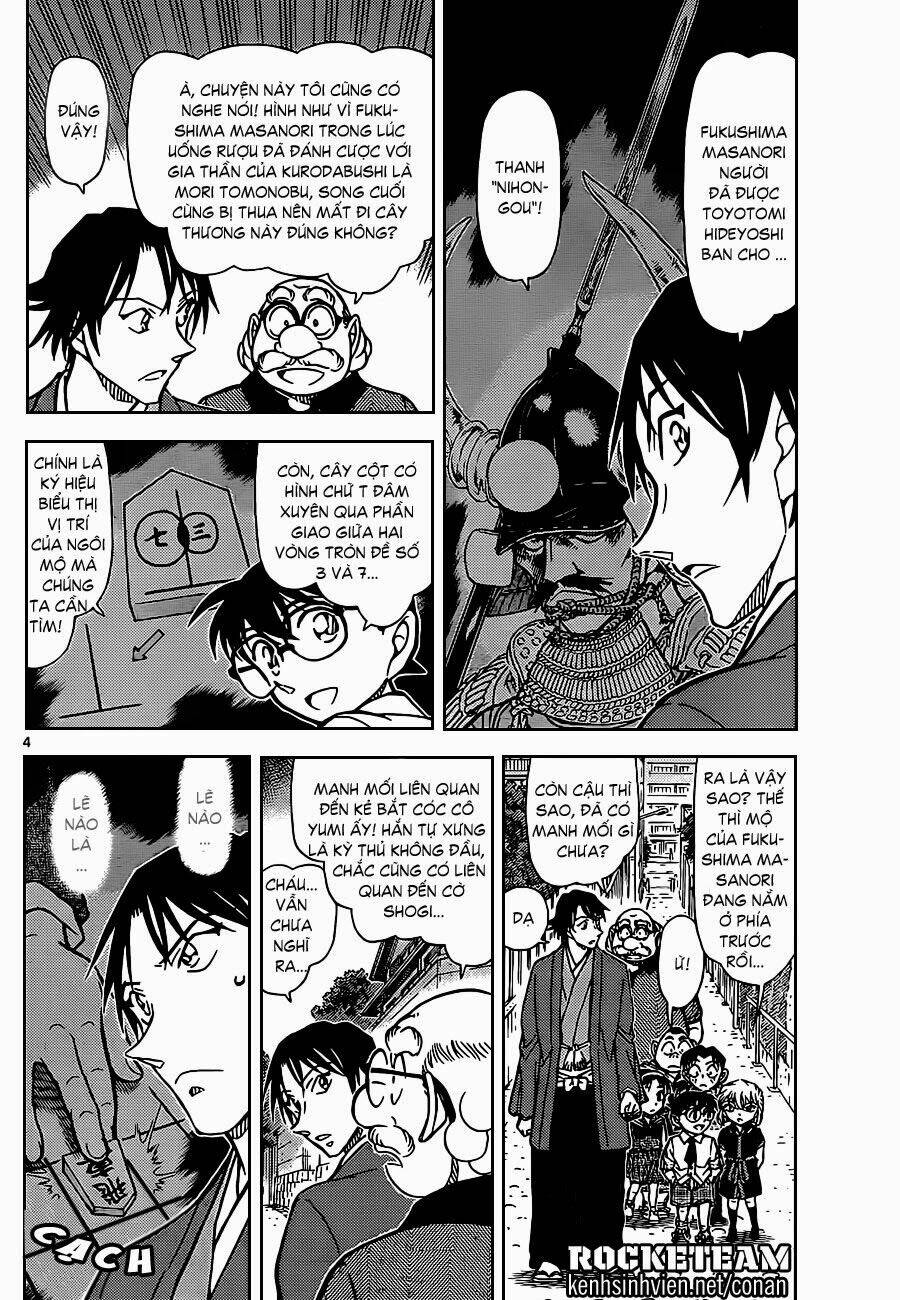 FUKUSHIMA
MASANORI
NGƯỜI
ĐÃ ĐƯỢC
TOYOTOMI
HIDEYOSHI
BAN CHO ...
THANH
"NIHON-
GOU"!
À, CHUYỆN NÀY TÔI CŨNG CÓ
NGHE NÓI! HÌNH NHƯ VÌ FUKU-
SHIMA MASANORI TRONG LÚC
UỐNG RƯỢU ĐÃ ĐÁNH CƯỢC VỚI
GIA THẦN CỦA KURODABUSHI LÀ
MORI TOMONOBU, SONG CUỐI
CÙNG BỊ THUA NÊN MẤT ĐI CÂY
THƯƠNG NÀY ĐÚNG KHÔNG?
ĐÚNG
VẬY!
CÒN, CÂY CỘT CÓ
HÌNH CHỮ T ĐÂM
XUYÊN QUA PHẦN
GIAO GIỮA HAI
VÒNG TRÒN ĐỀ SỐ
3 VÀ 7...
七 三
CHÍNH LÀ
KÝ HIỆU
BIỂU THỊ
VỊ TRÍ
CỦA NGÔI
MỘ MÀ
CHÚNG
TA CẦN
TÌM!
4
RA LÀ VẬY
SAO? THẾ
THÌ MỘ
CỦA FUKU-
SHIMA MA-
SANORI
ĐANG NẰM
Ở PHÍA
TRƯỚC
RỒI...
Ừ!
CÒN CẬU THÌ
SAO, ĐÃ CÓ
MANH MỐI GÌ
CHƯA?
DẠ
MANH MỐI LIÊN QUAN
ĐẾN KẺ BẮT CÓC CÔ
YUMI ẤY! HẮN TỰ XƯNG
LÀ KỲ THỦ KHÔNG ĐẦU,
CHẮC CŨNG CÓ LIÊN
QUAN ĐẾN CỜ
SHOGI...
CHÁU...
VẪN
CHƯA
NGHĨ
RA...
LẼ
NÀO
...
LẼ
NÀO
LÀ
...
飛車
CẠCH
ROCKETEAM
kenhsinhvien.net/conan